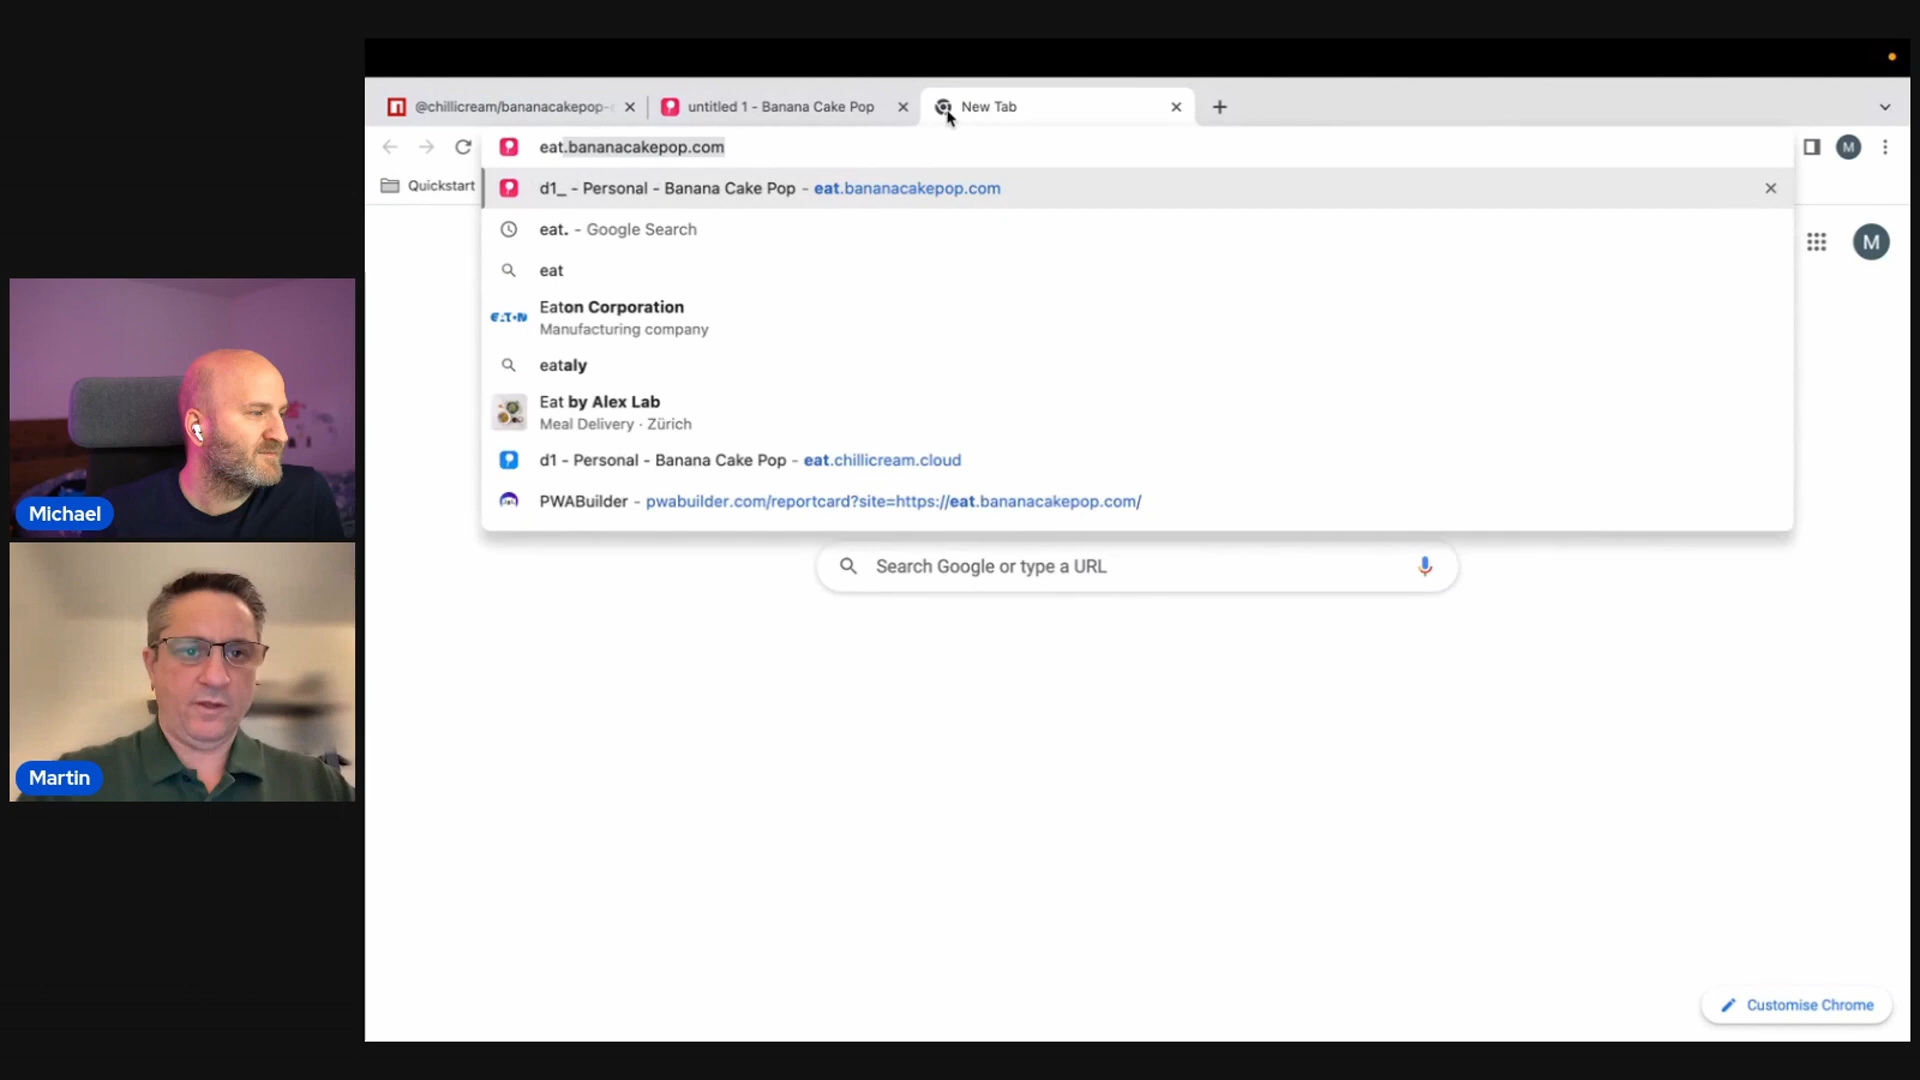 @chillicream/bananacakepop-
untitled 1 - Banana Cake Pop
New Tab
eat.bananacakepop.com
M
Quickstart
d1_ - Personal - Banana Cake Pop - eat.bananacakepop.com
eat. - Google Search
M
eat
EATON
Eaton Corporation
Manufacturing company
eataly
Eat by Alex Lab
Meal Delivery · Zürich
d1 - Personal - Banana Cake Pop - eat.chillicream.cloud
PWABuilder - pwabuilder.com/reportcard?site=https://eat.bananacakepop.com/
Search Google or type a URL
Michael
Martin
Customise Chrome